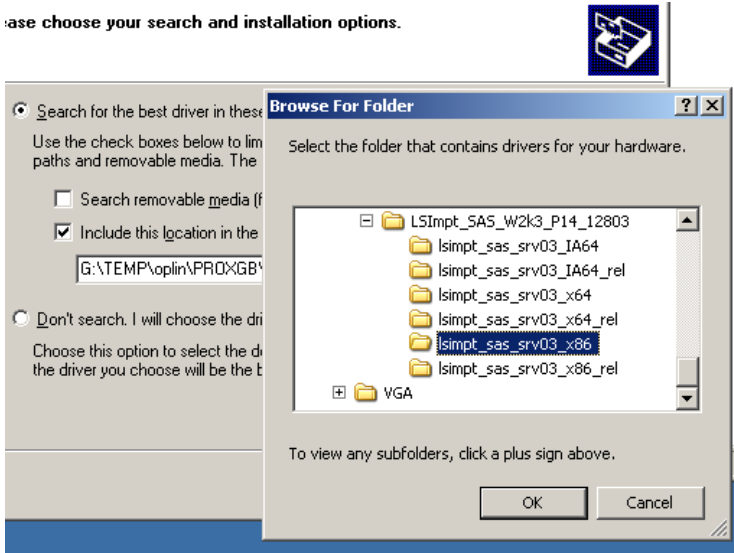 ase choose your search and installation options.
Search for the best driver in these
Use the check boxes below to lim
paths and removable media. The
Search removable media (f
Include this location in the
G:\TEMP\oplin\PROXGB\
Don't search. I will choose the dri
Choose this option to select the d
the driver you choose will be the b
Browse For Folder
Select the folder that contains drivers for your hardware.
LSImpt_SAS_W2k3_P14_12803
lsimpt_sas_srv03_IA64
lsimpt_sas_srv03_IA64_rel
lsimpt_sas_srv03_x64
lsimpt_sas_srv03_x64_rel
lsimpt_sas_srv03_x86
lsimpt_sas_srv03_x86_rel
VGA
To view any subfolders, click a plus sign above.
OK
Cancel